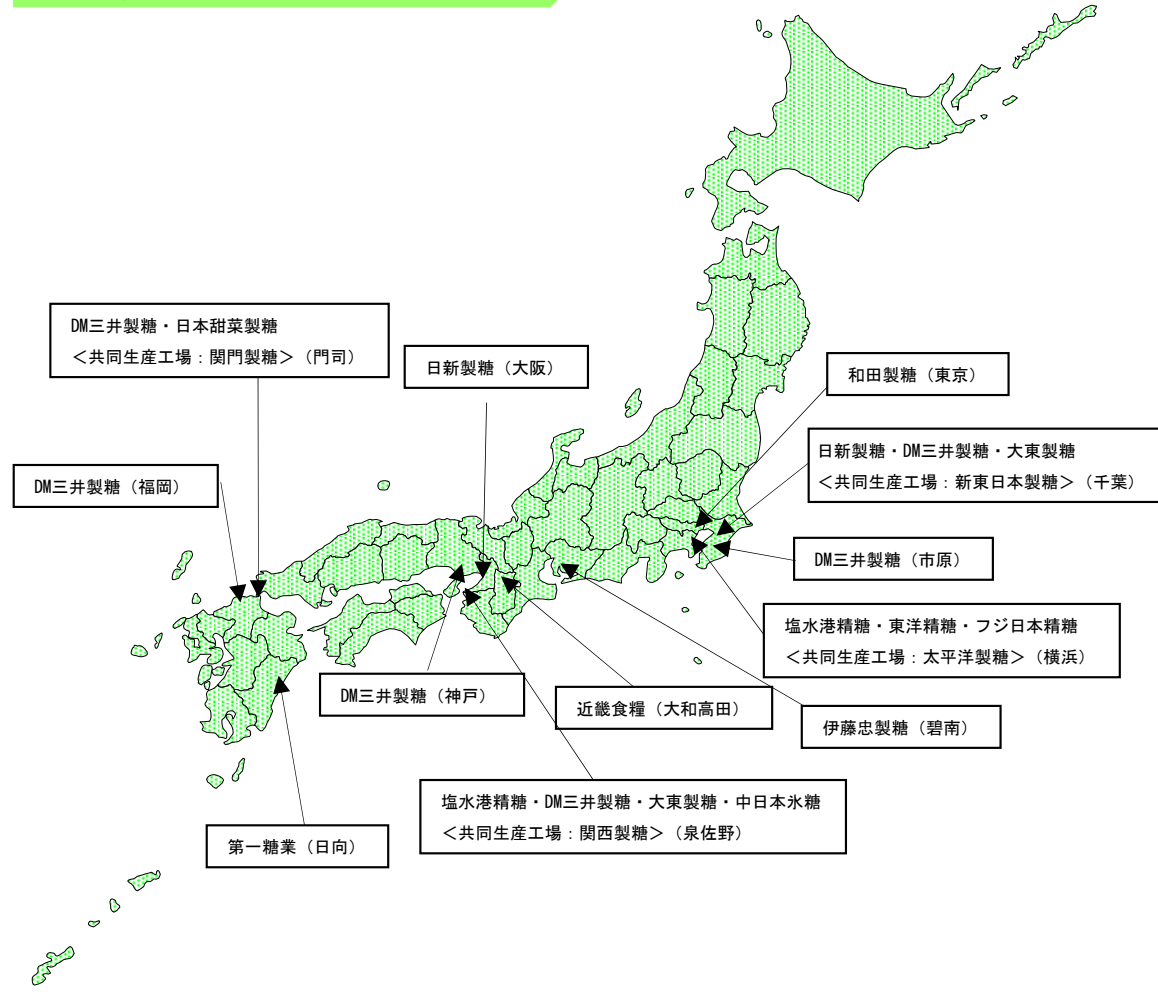 DM三井製糖・日本甜菜製糖
＜共同生産工場：関門製糖＞（門司）
日新製糖（大阪）
和田製糖（東京）
日新製糖・DM三井製糖・大東製糖
＜共同生産工場：新東日本製糖＞（千葉）
DM三井製糖（福岡）
DM三井製糖（市原）
塩水港精糖・東洋精糖・フジ日本精糖
＜共同生産工場：太平洋製糖＞（横浜）
DM三井製糖（神戸）
近畿食糧（大和高田）
伊藤忠製糖（碧南）
塩水港精糖・DM三井製糖・大東製糖・中日本氷糖
＜共同生産工場：関西製糖＞（泉佐野）
第一糖業（日向）